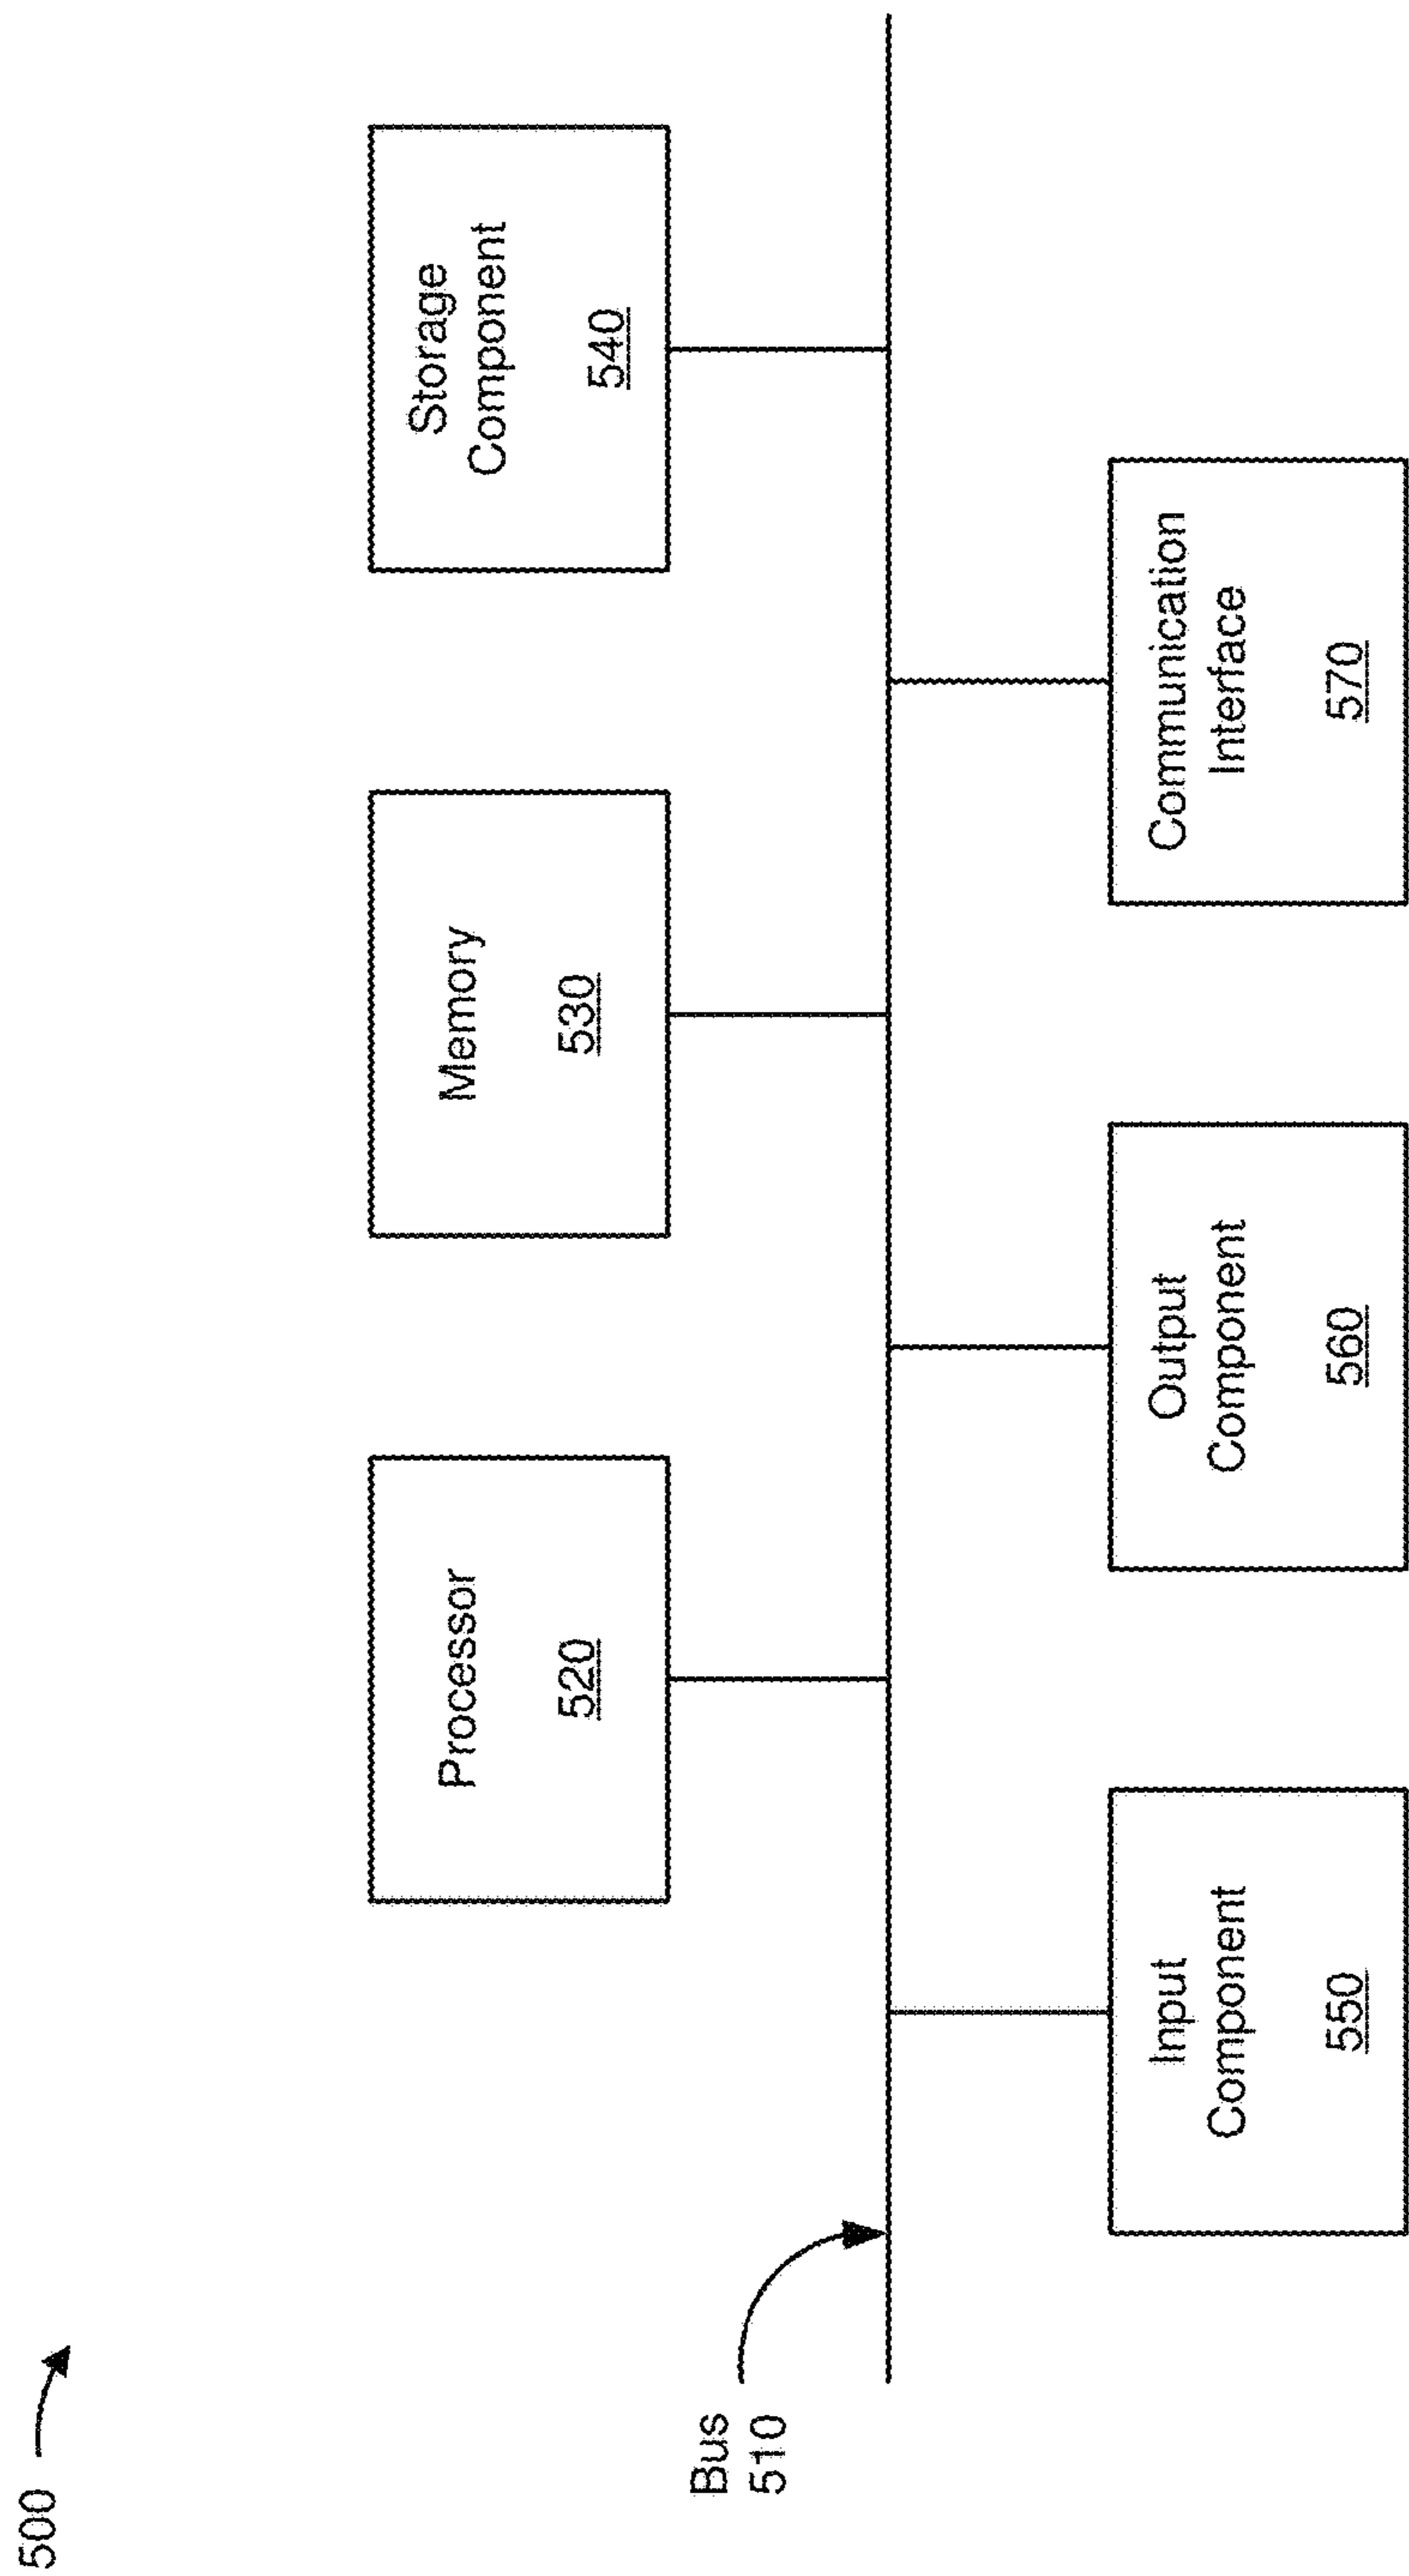 500
Bus
510
Processor
520
Memory
530
Storage
Component
540
Input
Component
550
Output
Component
560
Communication
Interface
570